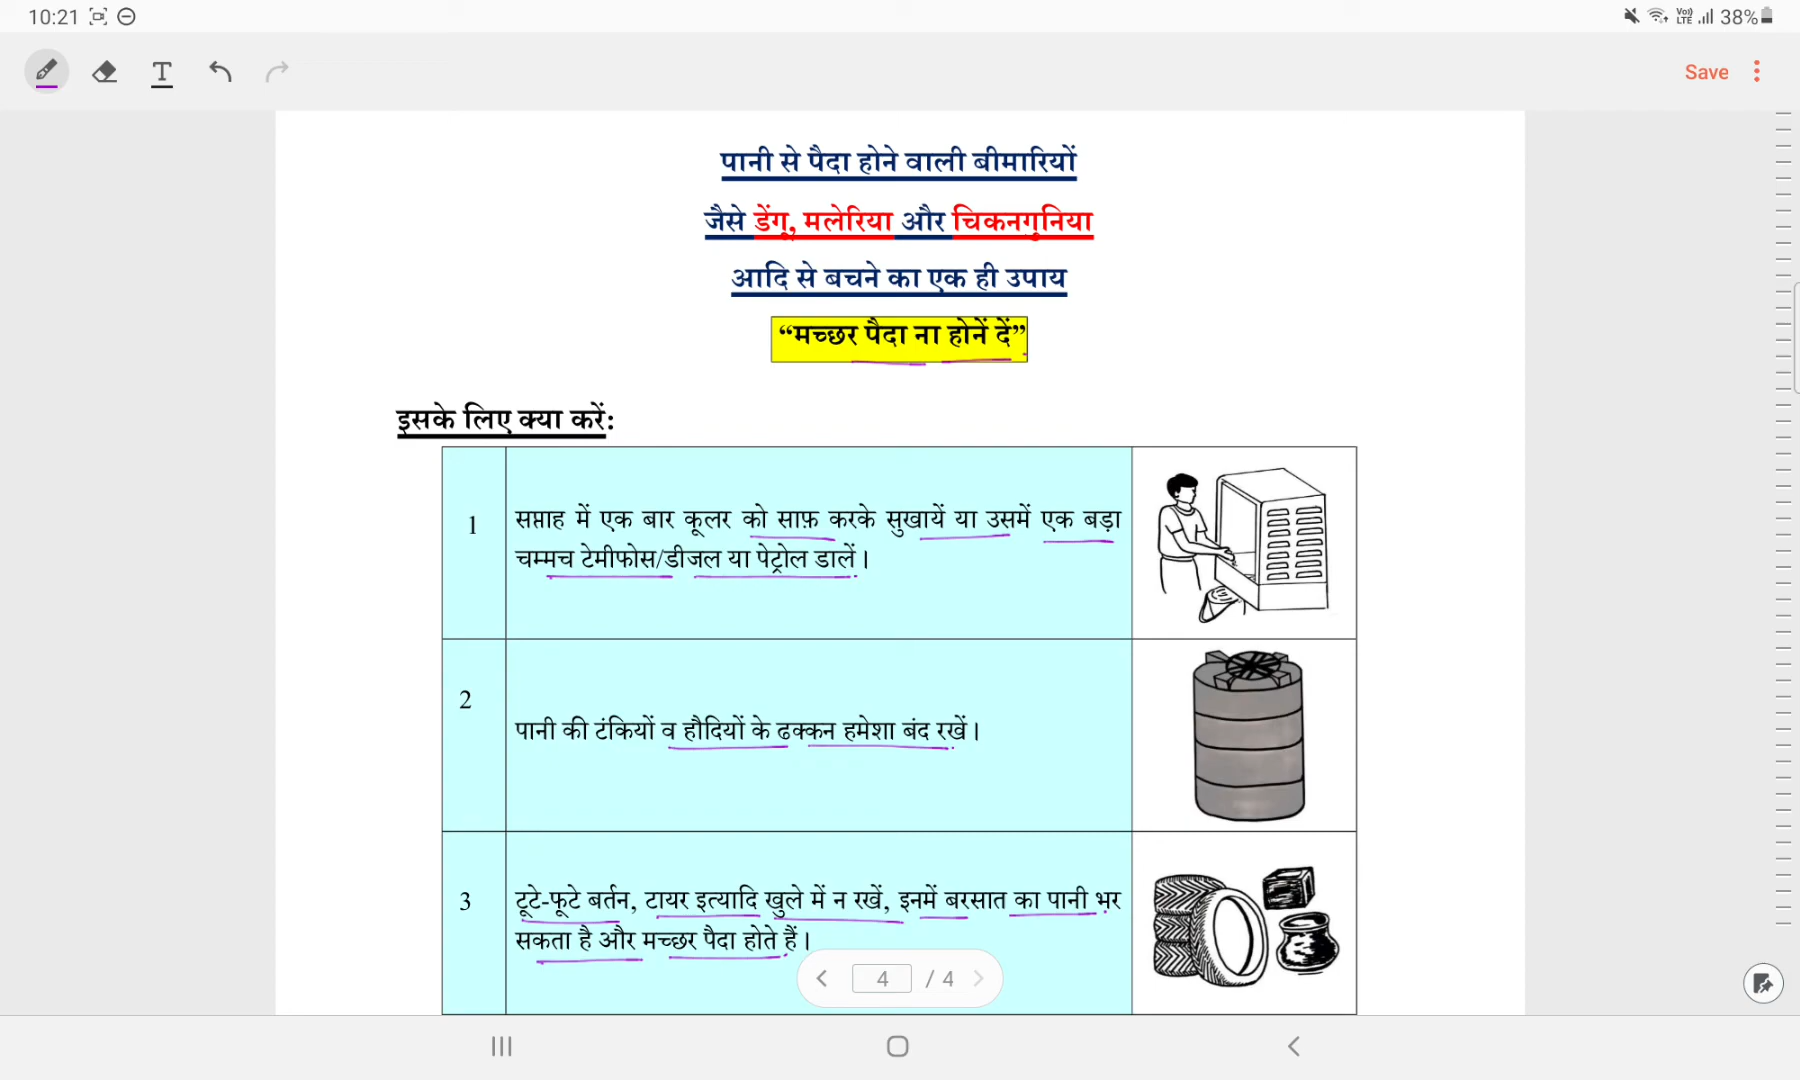 10:21
Vo)) LTE 38%
Save
पानी से पैदा होने वाली बीमारियों
जैसे डेंगू, मलेरिया और चिकनगुनिया
आदि से बचने का एक ही उपाय
“मच्छर पैदा ना होनें दें”
इसके लिए क्या करें:
1
सप्ताह में एक बार कूलर को साफ़ करके सुखायें या उसमें एक बड़ा
चम्मच टेमीफोस/डीजल या पेट्रोल डालें।
2
पानी की टंकियों व हौदियों के ढक्कन हमेशा बंद रखें।
3
टूटे-फूटे बर्तन, टायर इत्यादि खुले में न रखें, इनमें बरसात का पानी भर
सकता है और मच्छर पैदा होते हैं।
4 / 4